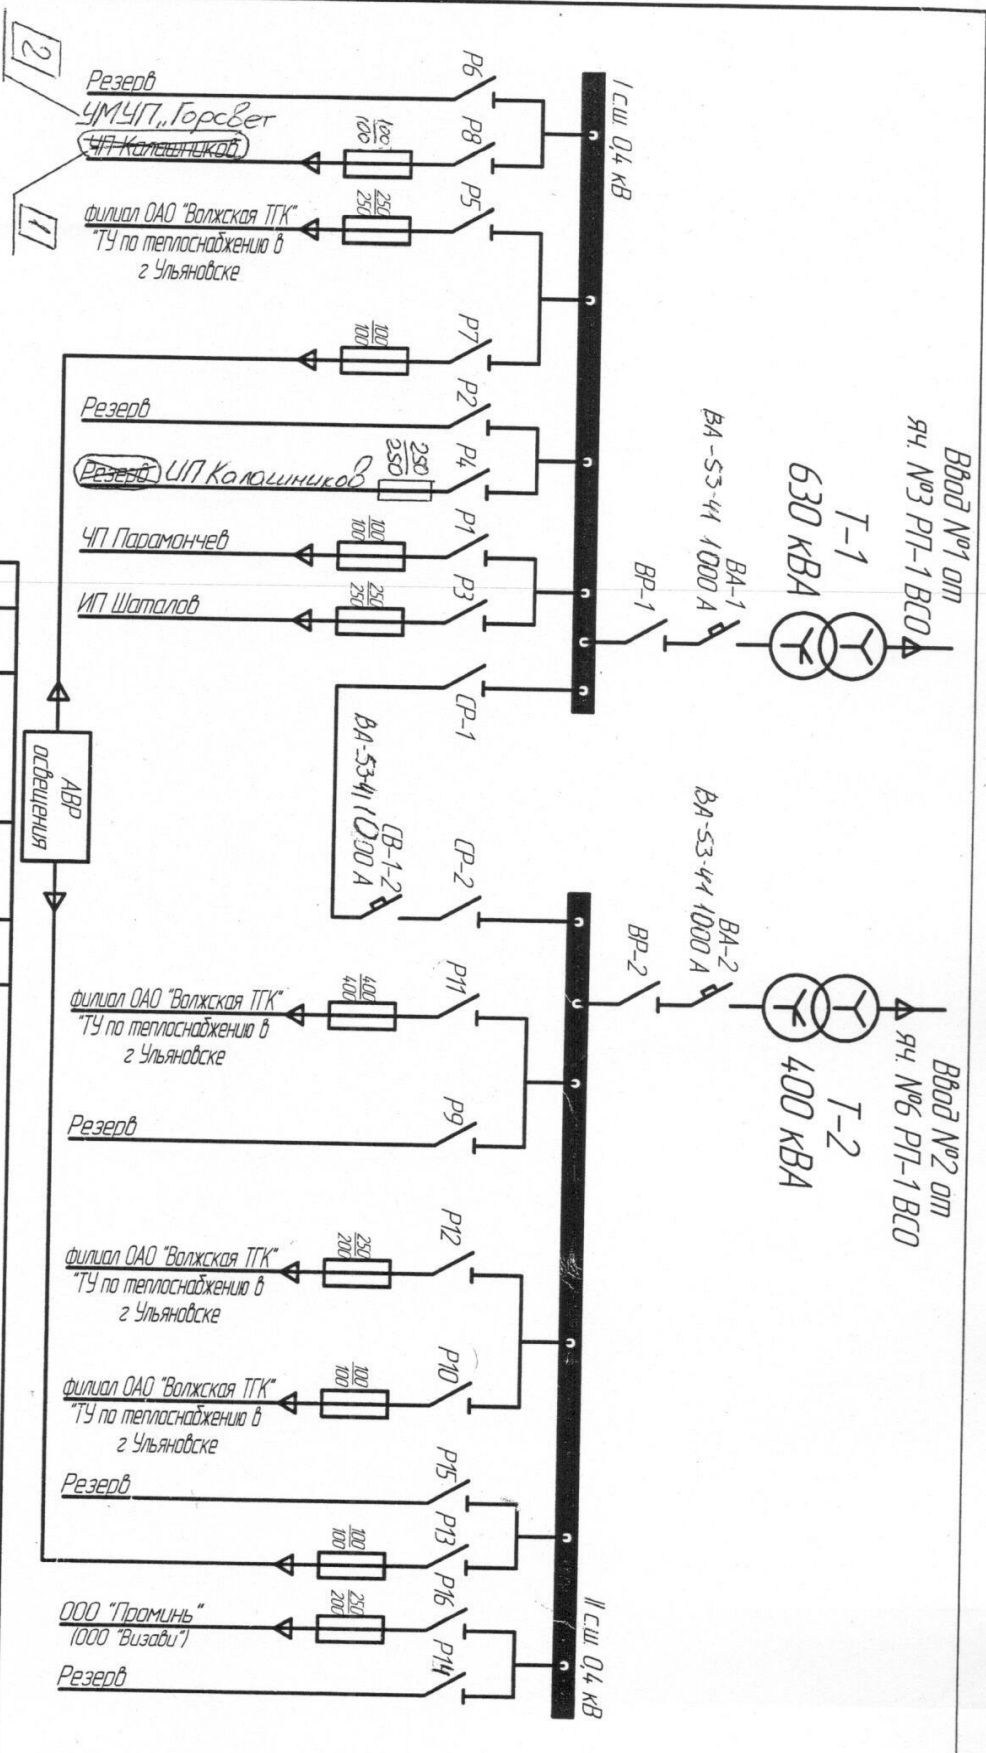 Ввод №1 от
яч. №3 РП-1 ВСО
Т-1
630 кВА
ВА-1
ВА-53-41 1000 А
ВР-1
I с.ш. 0,4 кВ
Р6
Резерв
Р8
100
100
УМУП „Горсвет
ЧП Калашников
2
1
Р5
250
250
филиал ОАО "Волжская ТГК"
"ТУ по теплоснабжению в
г Ульяновске
Р7
100
100
Р2
Резерв
Р4
250
250
Резерв ИП Калашников
Р1
100
100
ЧП Парамончев
Р3
250
250
ИП Шаталов
СР-1
СВ-1-2
ВА-53-41 1000 А
СР-2
АВР
освещения
Ввод №2 от
яч. №6 РП-1 ВСО
Т-2
400 кВА
ВА-2
ВА-53-41 1000 А
ВР-2
II с.ш. 0,4 кВ
Р11
400
400
филиал ОАО "Волжская ТГК"
"ТУ по теплоснабжению в
г Ульяновске
Р9
Резерв
Р12
250
200
филиал ОАО "Волжская ТГК"
"ТУ по теплоснабжению в
г Ульяновске
Р10
100
100
филиал ОАО "Волжская ТГК"
"ТУ по теплоснабжению в
г Ульяновске
Р15
Резерв
Р13
100
100
Р16
250
200
ООО "Проминь"
(ООО "Визави")
Р14
Резерв